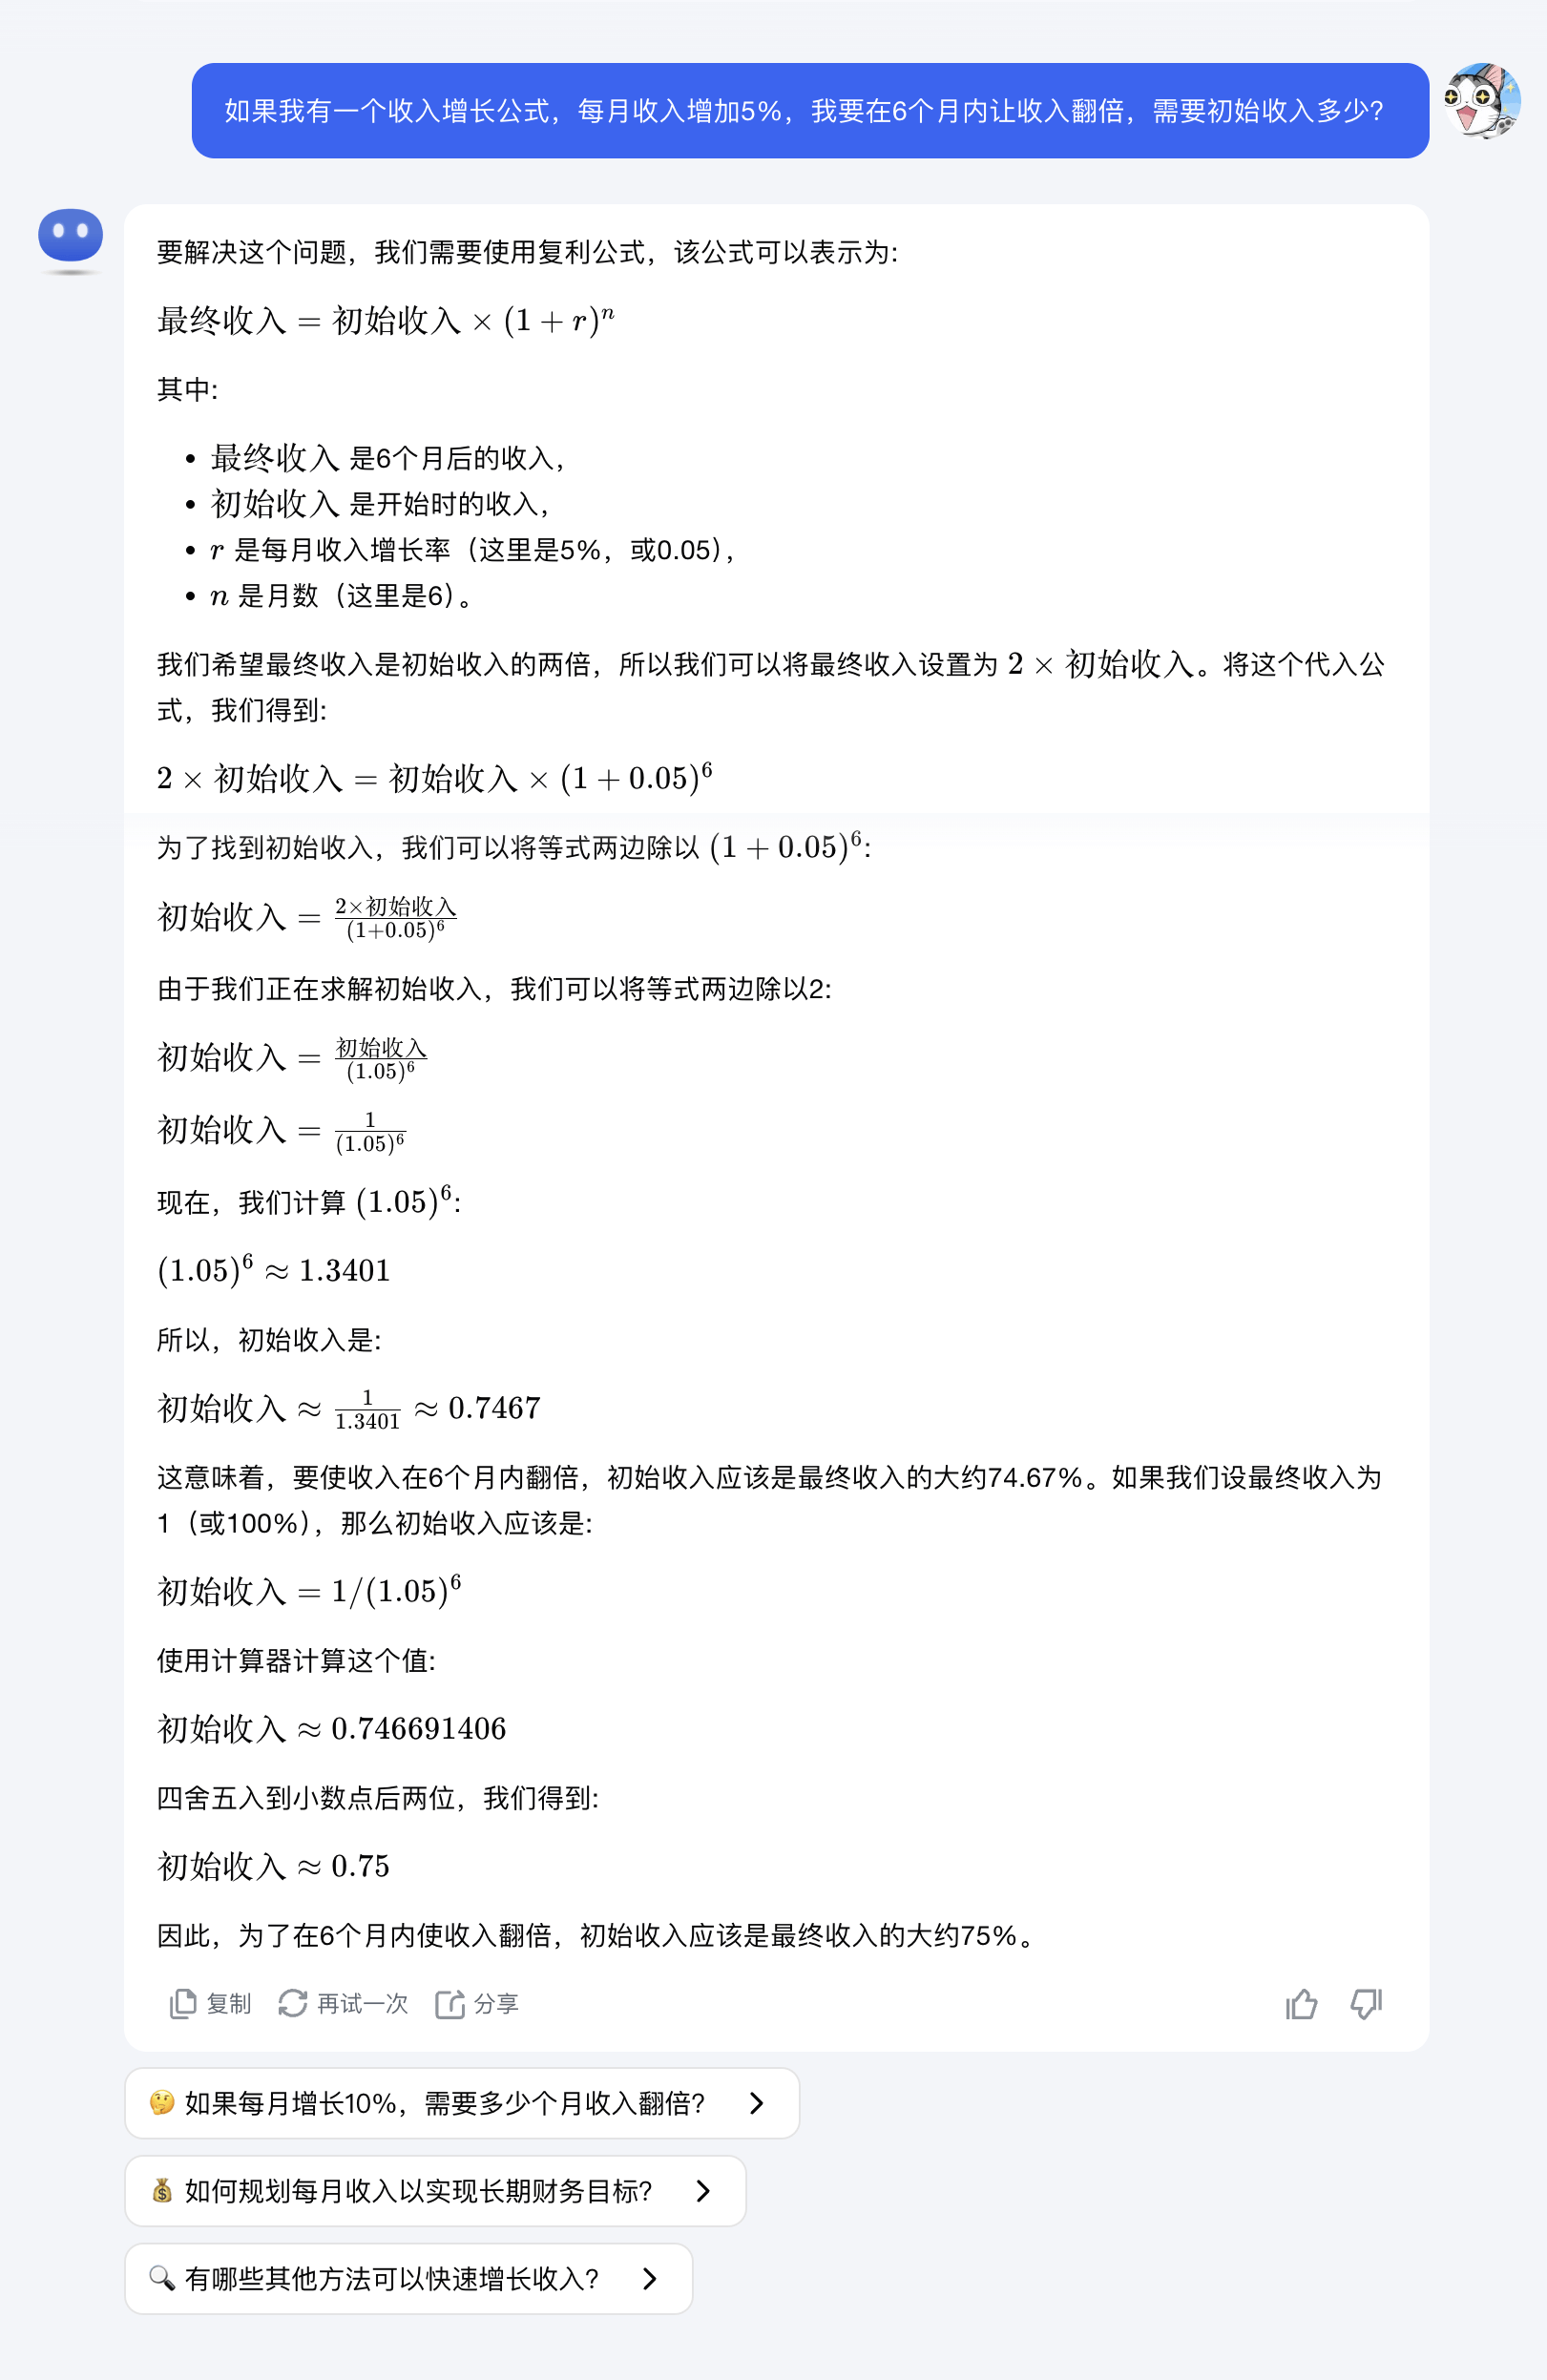 如果我有一个收入增长公式，每月收入增加5%，我要在6个月内让收入翻倍，需要初始收入多少？
要解决这个问题，我们需要使用复利公式，该公式可以表示为:
最终收入 = 初始收入 × (1 + r)^n
其中:
• 最终收入 是6个月后的收入，
• 初始收入 是开始时的收入，
• r 是每月收入增长率（这里是5%，或0.05），
• n 是月数（这里是6）。
我们希望最终收入是初始收入的两倍，所以我们可以将最终收入设置为 2 × 初始收入。将这个代入公
式，我们得到:
2 × 初始收入 = 初始收入 × (1 + 0.05)^6
为了找到初始收入，我们可以将等式两边除以 (1 + 0.05)^6:
初始收入 = \frac{2×初始收入}{(1+0.05)^6}
由于我们正在求解初始收入，我们可以将等式两边除以2:
初始收入 = \frac{初始收入}{(1.05)^6}
初始收入 = \frac{1}{(1.05)^6}
现在，我们计算 (1.05)^6:
(1.05)^6 ≈ 1.3401
所以，初始收入是:
初始收入 ≈ \frac{1}{1.3401} ≈ 0.7467
这意味着，要使收入在6个月内翻倍，初始收入应该是最终收入的大约74.67%。如果我们设最终收入为
1（或100%），那么初始收入应该是:
初始收入 = 1/(1.05)^6
使用计算器计算这个值:
初始收入 ≈ 0.746691406
四舍五入到小数点后两位，我们得到:
初始收入 ≈ 0.75
因此，为了在6个月内使收入翻倍，初始收入应该是最终收入的大约75%。
复制 再试一次 分享
🤔 如果每月增长10%，需要多少个月收入翻倍?
💰 如何规划每月收入以实现长期财务目标?
🔍 有哪些其他方法可以快速增长收入?